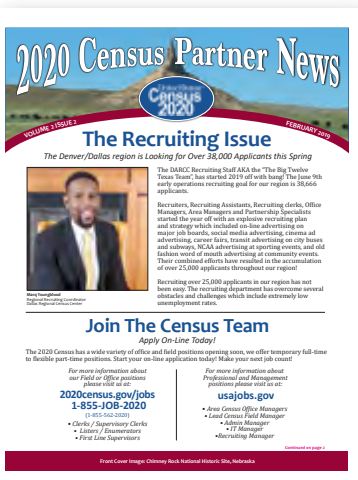 2020 Census Partner News
United States®
Census
2020
VOLUME 2 ISSUE 2
FEBRUARY 2019
The Recruiting Issue
The Denver/Dallas region is Looking for Over 38,000 Applicants this Spring
The DARCC Recruiting Staff AKA the "The Big Twelve
Texas Team", has started 2019 off with bang! The June 9th
early operations recruiting goal for our region is 38,666
applicants.
Recruiters, Recruiting Assistants, Recruiting clerks, Office
Managers, Area Managers and Partnership Specialists
started the year off with an explosive recruiting plan
and strategy which included on-line advertising on
major job boards, social media advertising, cinema ad
advertising, career fairs, transit advertising on city buses
and subways, NCAA advertising at sporting events, and old
fashion word of mouth advertising at community events.
Their combined efforts have resulted in the accumulation
of over 25,000 applicants throughout our region!
Recruiting over 25,000 applicants in our region has not
been easy. The recruiting department has overcome several
obstacles and challenges which include extremely low
unemployment rates.
Marq Youngblood
Regional Recruiting Coordinator
Dallas Regional Census Center
Join The Census Team
Apply On-Line Today!
The 2020 Census has a wide variety of office and field positions opening soon, we offer temporary full-time
to flexible part-time positions. Start your on-line application today! Make your next job count!
For more information about
our Field or Office positions
please visit us at:
2020census.gov/jobs
1-855-JOB-2020
(1-855-562-2020)
• Clerks / Supervisory Clerks
• Listers / Enumerators
• First Line Supervisors
For more information about
Professional and Management
positions please visit us at:
usajobs.gov
• Area Census Office Managers
• Lead Census Field Manager
• Admin Manager
• IT Manager
•Recruiting Manager
Continued on page 2
Front Cover Image: Chimney Rock National Historic Site, Nebraska